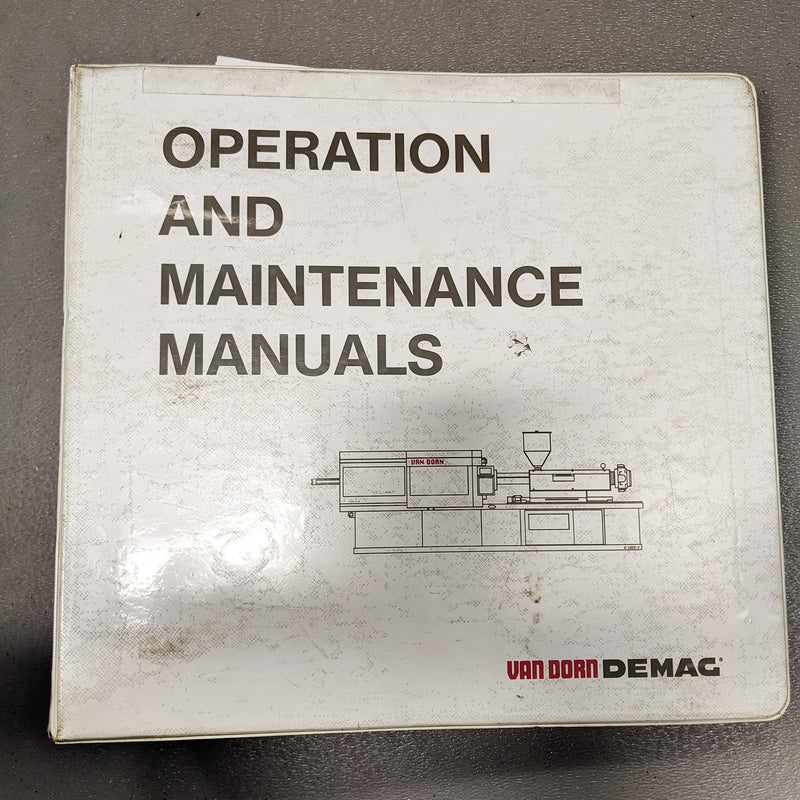 OPERATION
AND
MAINTENANCE
MANUALS
VAN DORN
VAN DORN DEMAG